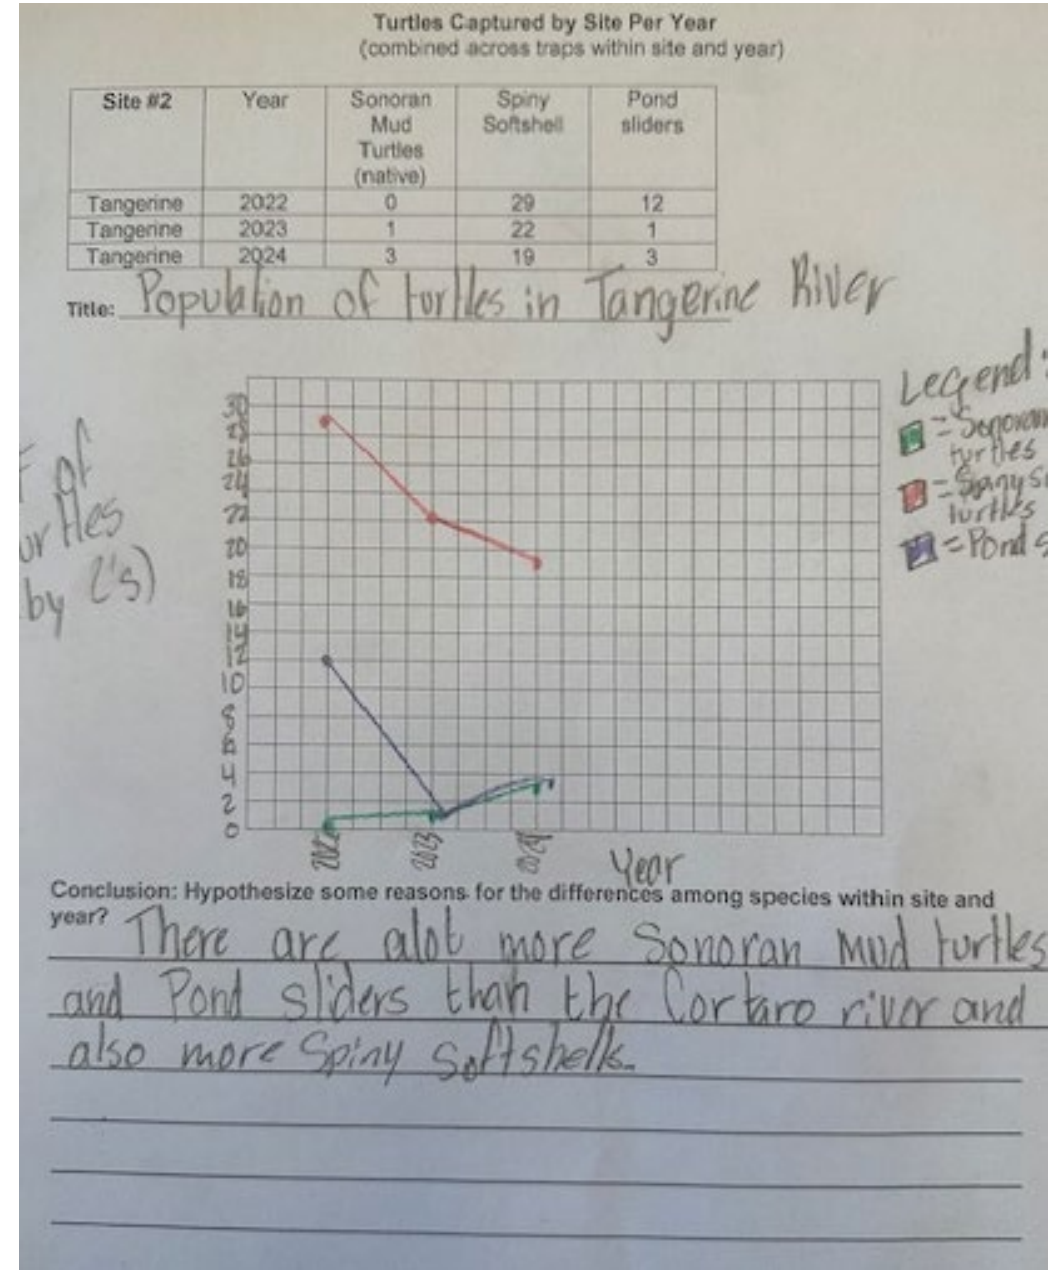 Turtles Captured by Site Per Year
(combined across traps within site and year)
Site #2 Year Sonoran Mud Turtles (native) Spiny Softshell Pond sliders
Tangerine 2022 0 29 12
Tangerine 2023 1 22 1
Tangerine 2024 3 19 3
Title: Population of turtles in Tangerine River
Legend:
= Sonoran turtles
= Spiny turtles
= Pond
of
by 2's)
30
28
26
24
22
20
18
16
14
12
10
8
6
4
2
0
2022 2023 2024 Year
Conclusion: Hypothesize some reasons for the differences among species within site and
year? There are alot more Sonoran Mud turtles
and Pond sliders than the Cortaro river and
also more Spiny Softshells.